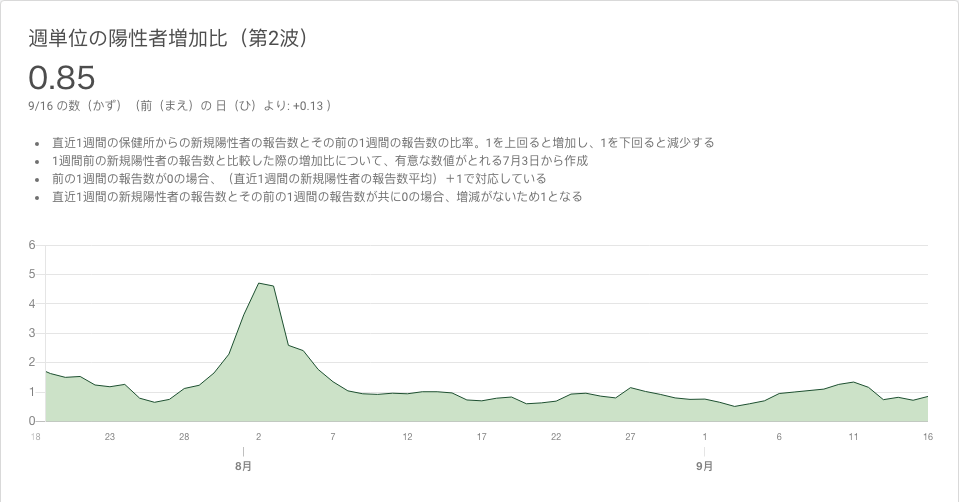 週単位の陽性者増加比（第2波）
0.85
9/16 の数（かず）（前（まえ）の 日（ひ）より: +0.13 ）
• 直近1週間の保健所からの新規陽性者の報告数とその前の1週間の報告数の比率。1を上回ると増加し、1を下回ると減少する
• 1週間前の新規陽性者の報告数と比較した際の増加比について、有意な数値がとれる7月3日から作成
• 前の1週間の報告数が0の場合、（直近1週間の新規陽性者の報告数平均）＋1で対応している
• 直近1週間の新規陽性者の報告数とその前の1週間の報告数が共に0の場合、増減がないため1となる
6
5
4
3
2
1
0
18 23 28 2 7 12 17 22 27 1 6 11 16
8月 9月